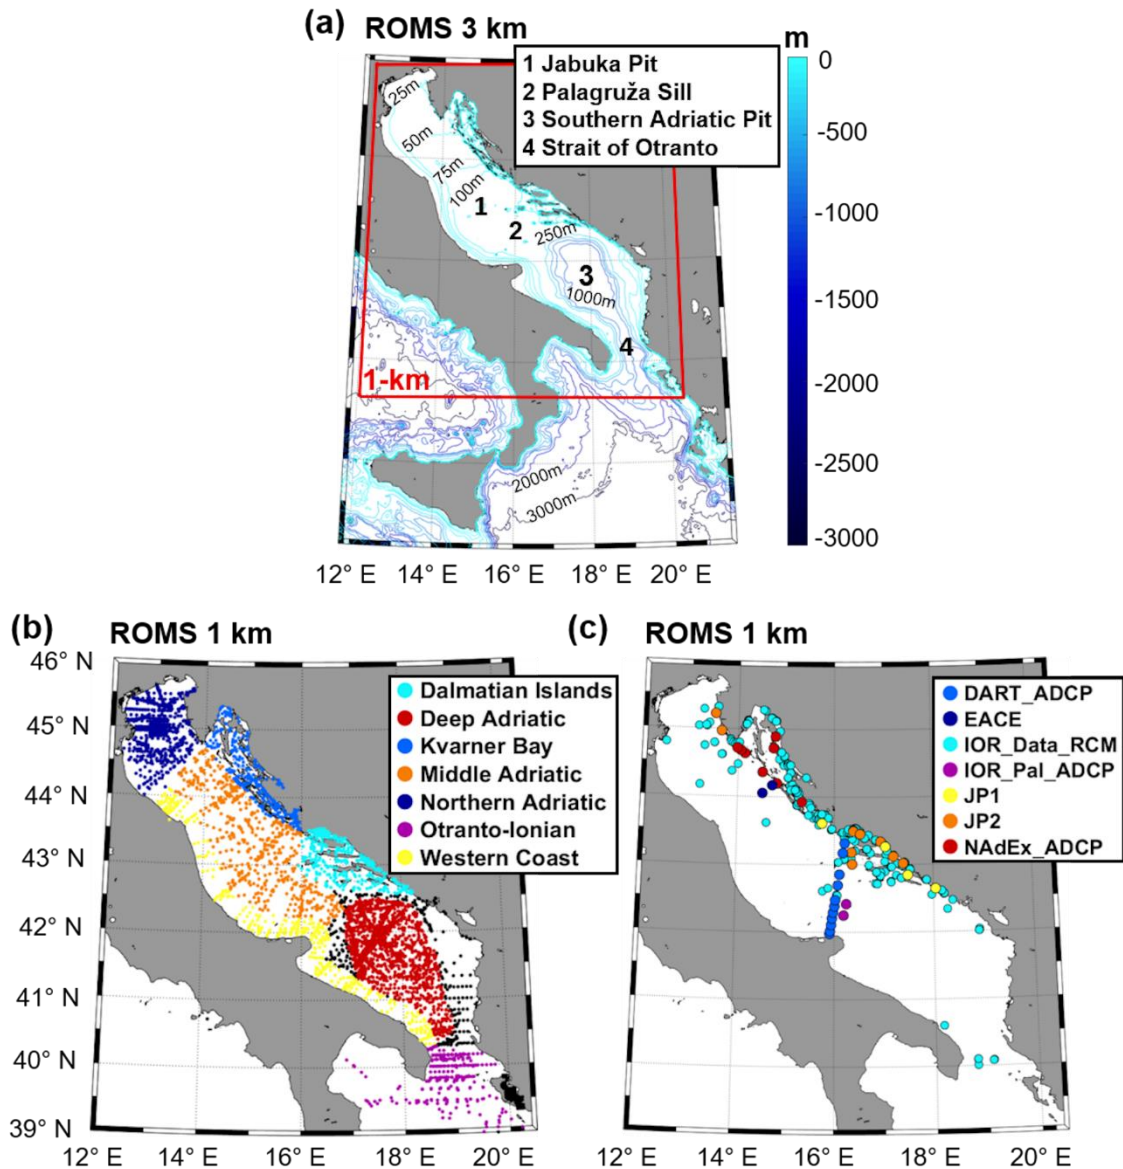 (a) ROMS 3 km
m
1 Jabuka Pit
2 Palagruža Sill
3 Southern Adriatic Pit
4 Strait of Otranto
0
-500
-1000
-1500
-2000
-2500
-3000
25m
50m
75m
100m
1
2
250m
3
1000m
4
1-km
2000m
3000m
12° E 14° E 16° E 18° E 20° E
(b) ROMS 1 km
46° N
45° N
44° N
43° N
42° N
41° N
40° N
39° N
Dalmatian Islands
Deep Adriatic
Kvarner Bay
Middle Adriatic
Northern Adriatic
Otranto-Ionian
Western Coast
12° E 14° E 16° E 18° E 20° E
(c) ROMS 1 km
DART_ADCP
EACE
IOR_Data_RCM
IOR_Pal_ADCP
JP1
JP2
NAdEx_ADCP
12° E 14° E 16° E 18° E 20° E